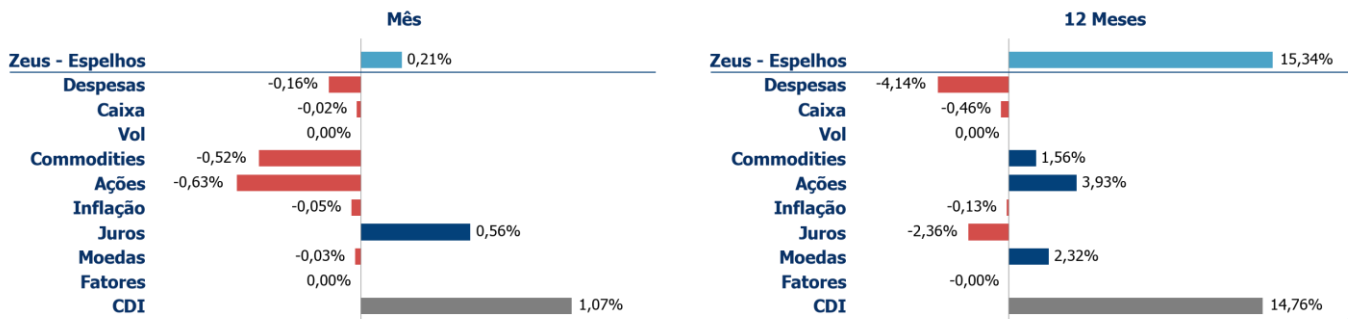 Mês
Zeus - Espelhos 0,21%
Despesas -0,16%
Caixa -0,02%
Vol 0,00%
Commodities -0,52%
Ações -0,63%
Inflação -0,05%
Juros 0,56%
Moedas -0,03%
Fatores 0,00%
CDI 1,07%
12 Meses
Zeus - Espelhos 15,34%
Despesas -4,14%
Caixa -0,46%
Vol 0,00%
Commodities 1,56%
Ações 3,93%
Inflação -0,13%
Juros -2,36%
Moedas 2,32%
Fatores -0,00%
CDI 14,76%